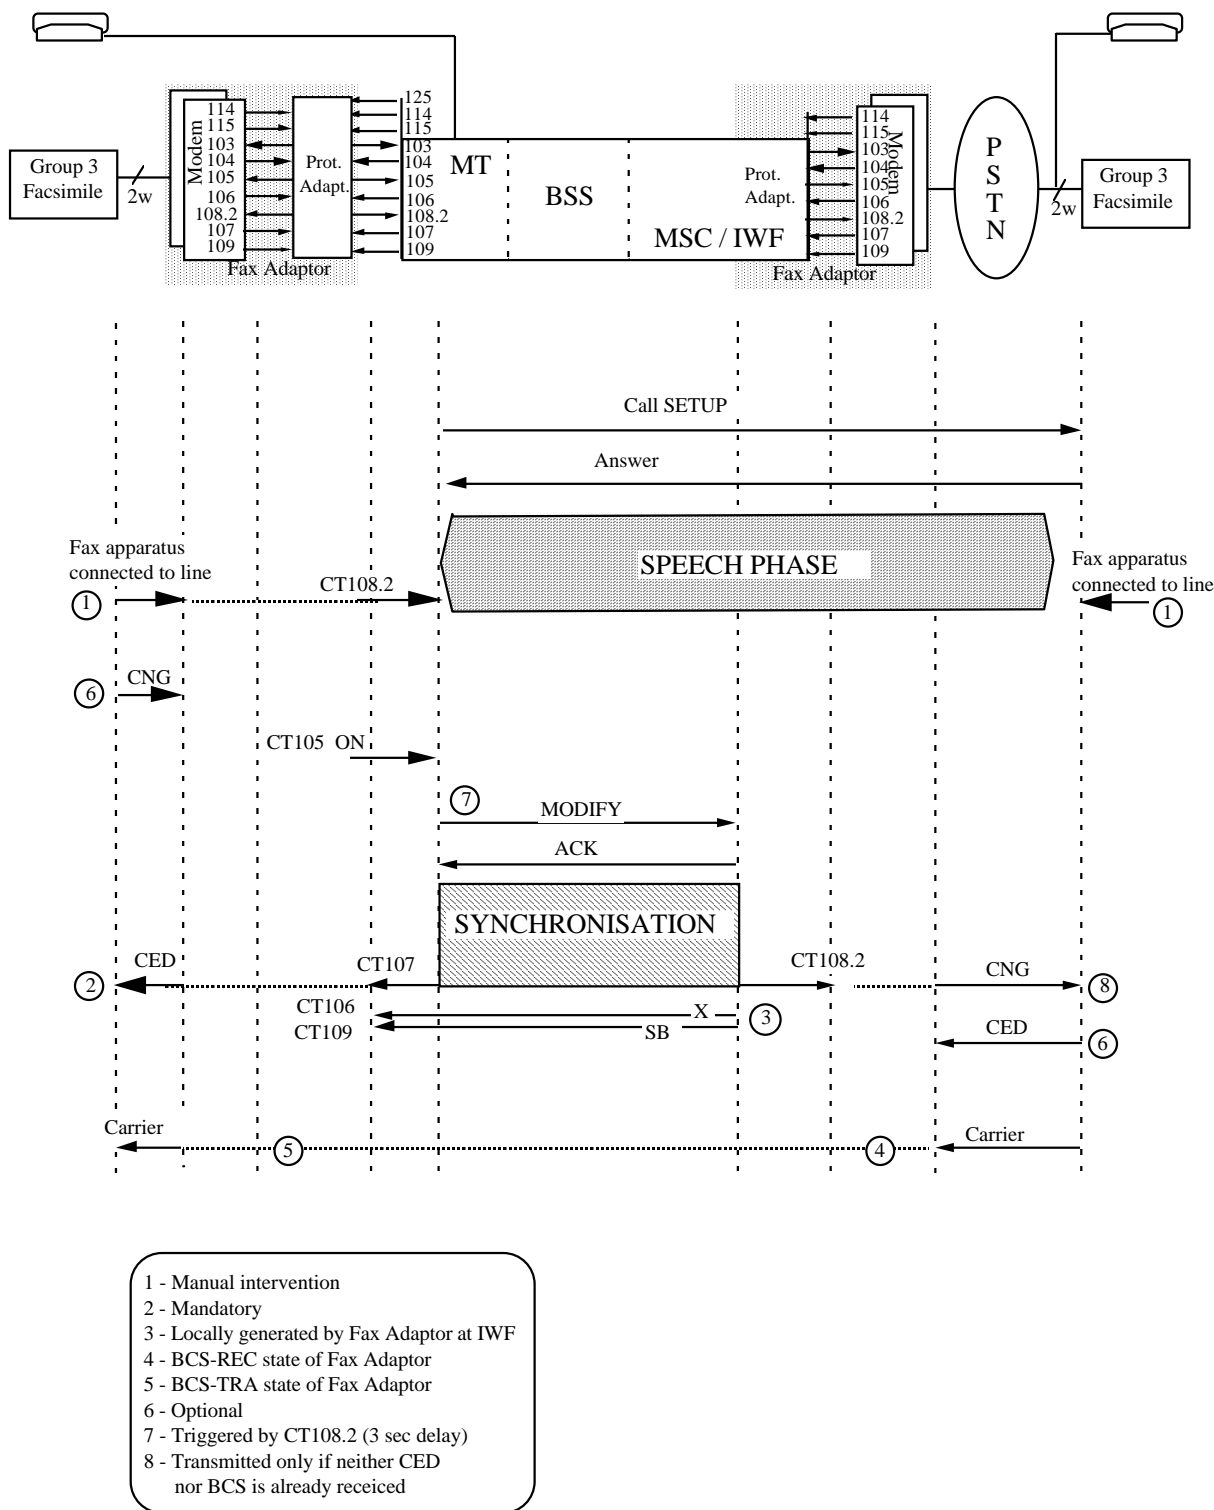 125
114
114
114
115
115
115
103
103
103
104
104
104
105
105
105
106
106
106
108.2
108.2
108.2
107
107
107
109
109
109
Modem
Prot.
Adapt.
MT
BSS
Prot.
Adapt.
MSC / IWF
Modem
PSTN
Group 3
Facsimile
2w
2w
Group 3
Facsimile
Fax Adaptor
Fax Adaptor
Call SETUP
Answer
SPEECH PHASE
Fax apparatus
connected to line
1
CT108.2
Fax apparatus
connected to line
1
6
CNG
CT105 ON
7
MODIFY
ACK
SYNCHRONISATION
2
CED
CT107
CT108.2
CNG
8
CT106
X
3
CT109
SB
CED
6
Carrier
5
4
Carrier
1 - Manual intervention
2 - Mandatory
3 - Locally generated by Fax Adaptor at IWF
4 - BCS-REC state of Fax Adaptor
5 - BCS-TRA state of Fax Adaptor
6 - Optional
7 - Triggered by CT108.2 (3 sec delay)
8 - Transmitted only if neither CED
nor BCS is already receiced